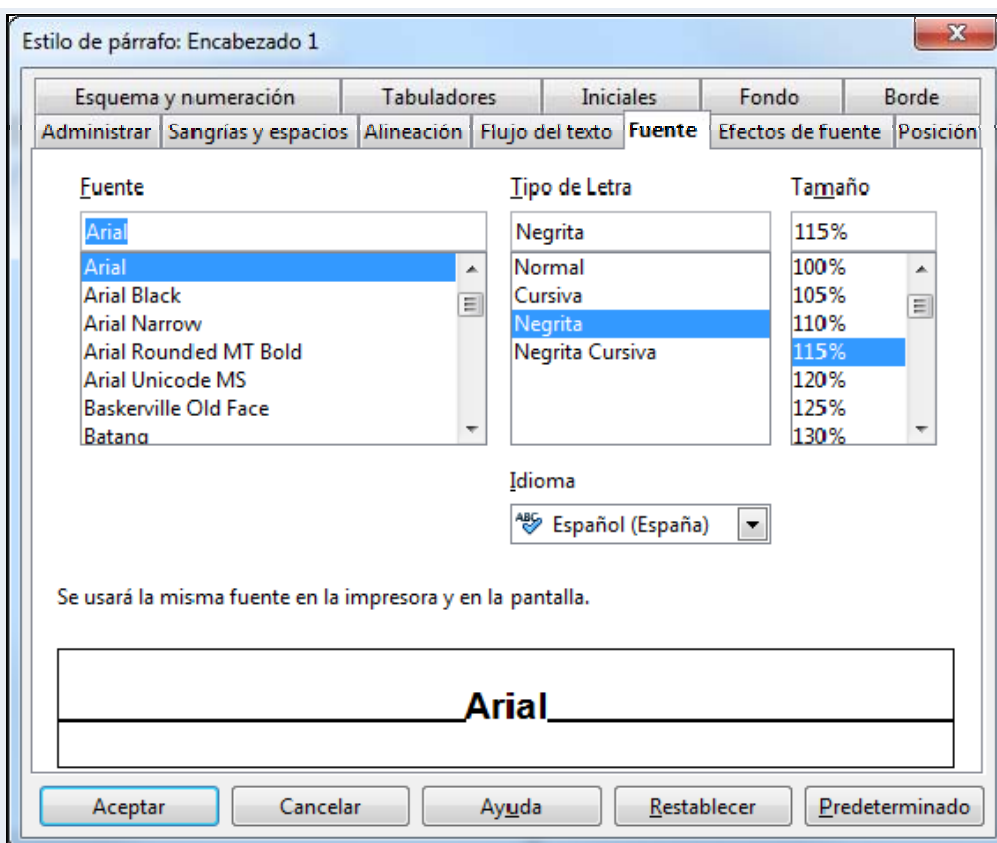 Estilo de párrafo: Encabezado 1
Esquema y numeración Tabuladores Iniciales Fondo Borde
Administrar Sangrías y espacios Alineación Flujo del texto Fuente Efectos de fuente Posición
Fuente Tipo de Letra Tamaño
Arial Negrita 115%
Arial Normal 100%
Arial Black Cursiva 105%
Arial Narrow Negrita 110%
Arial Rounded MT Bold Negrita Cursiva 115%
Arial Unicode MS 120%
Baskerville Old Face 125%
Batang 130%
Idioma
ABC Español (España)
Se usará la misma fuente en la impresora y en la pantalla.
Arial
Aceptar Cancelar Ayuda Restablecer Predeterminado